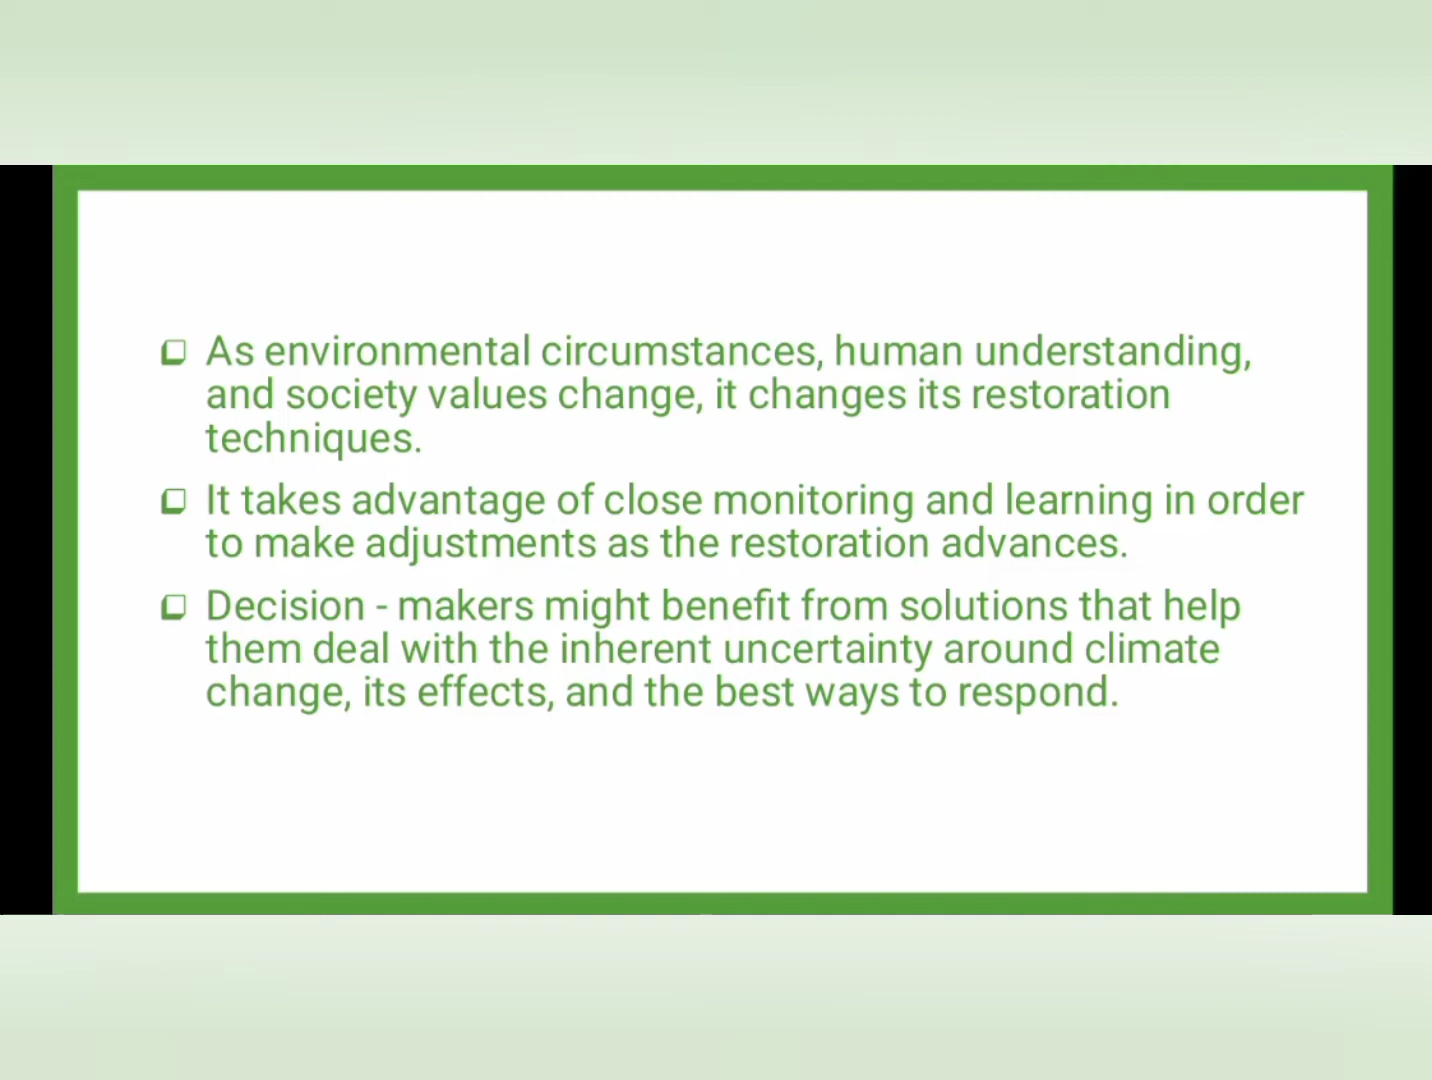 As environmental circumstances, human understanding,
and society values change, it changes its restoration
techniques.
It takes advantage of close monitoring and learning in order
to make adjustments as the restoration advances.
Decision - makers might benefit from solutions that help
them deal with the inherent uncertainty around climate
change, its effects, and the best ways to respond.